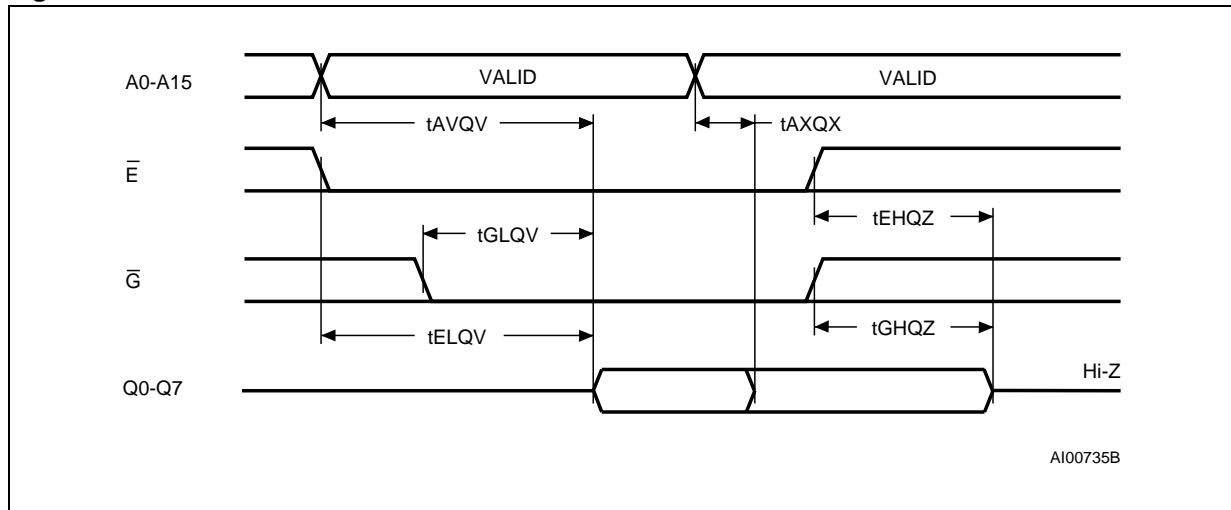 A0-A15
VALID
VALID
tAVQV
tAXQX
E̅
tEHQZ
tGLQV
G̅
tGHQZ
tELQV
Q0-Q7
Hi-Z
AI00735B